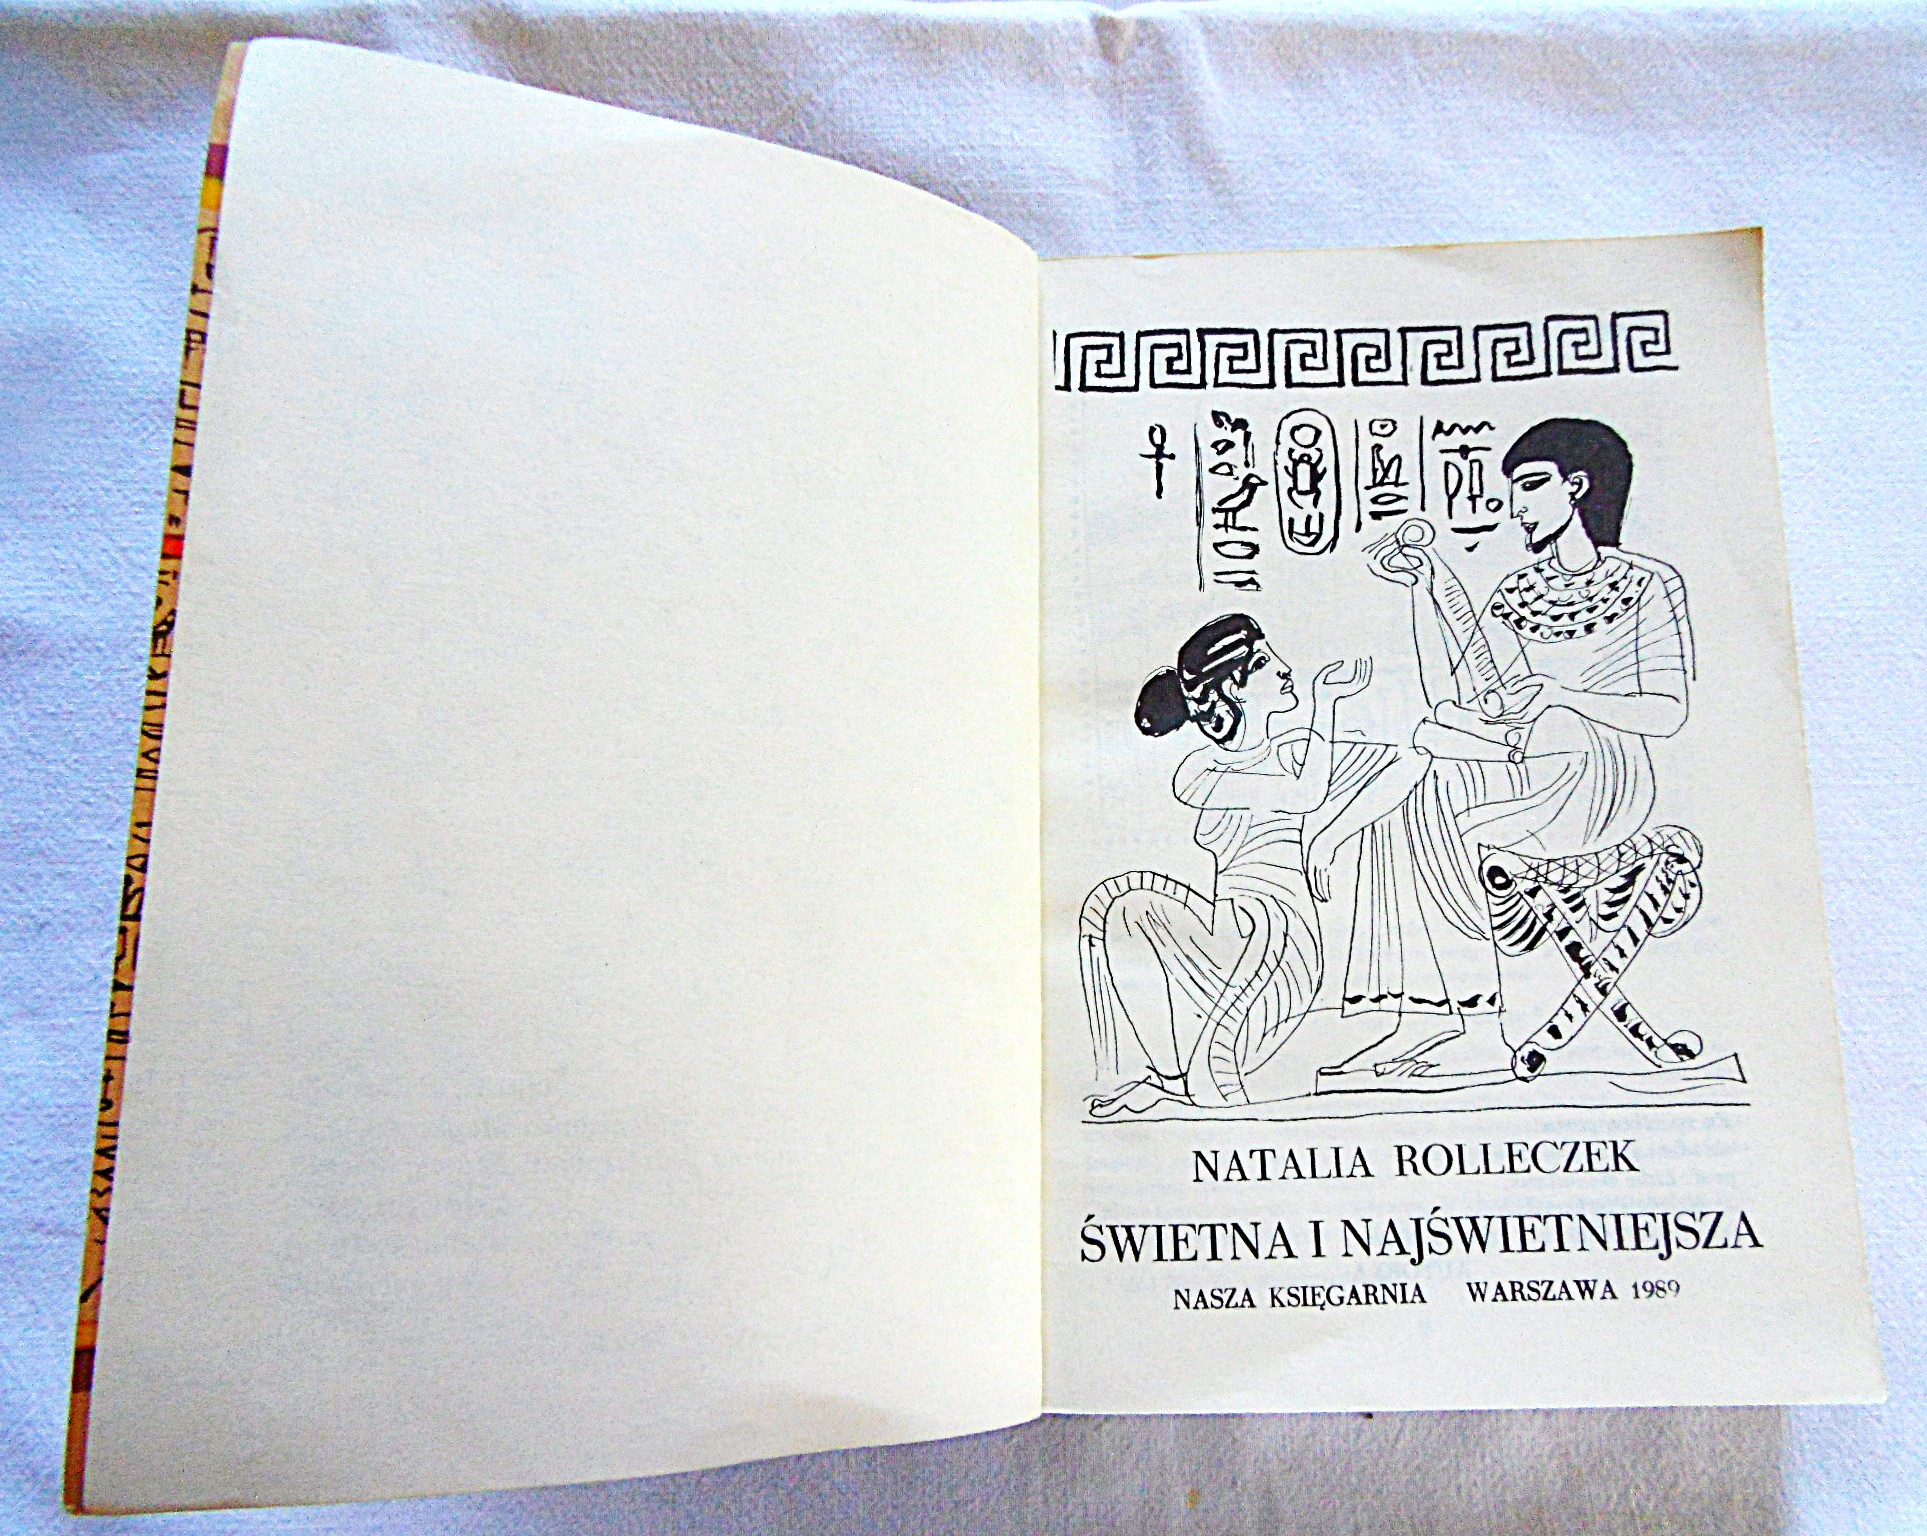 NATALIA ROLLECZEK
ŚWIETNA I NAJŚWIETNIEJSZA
NASZA KSIĘGARNIA WARSZAWA 1989